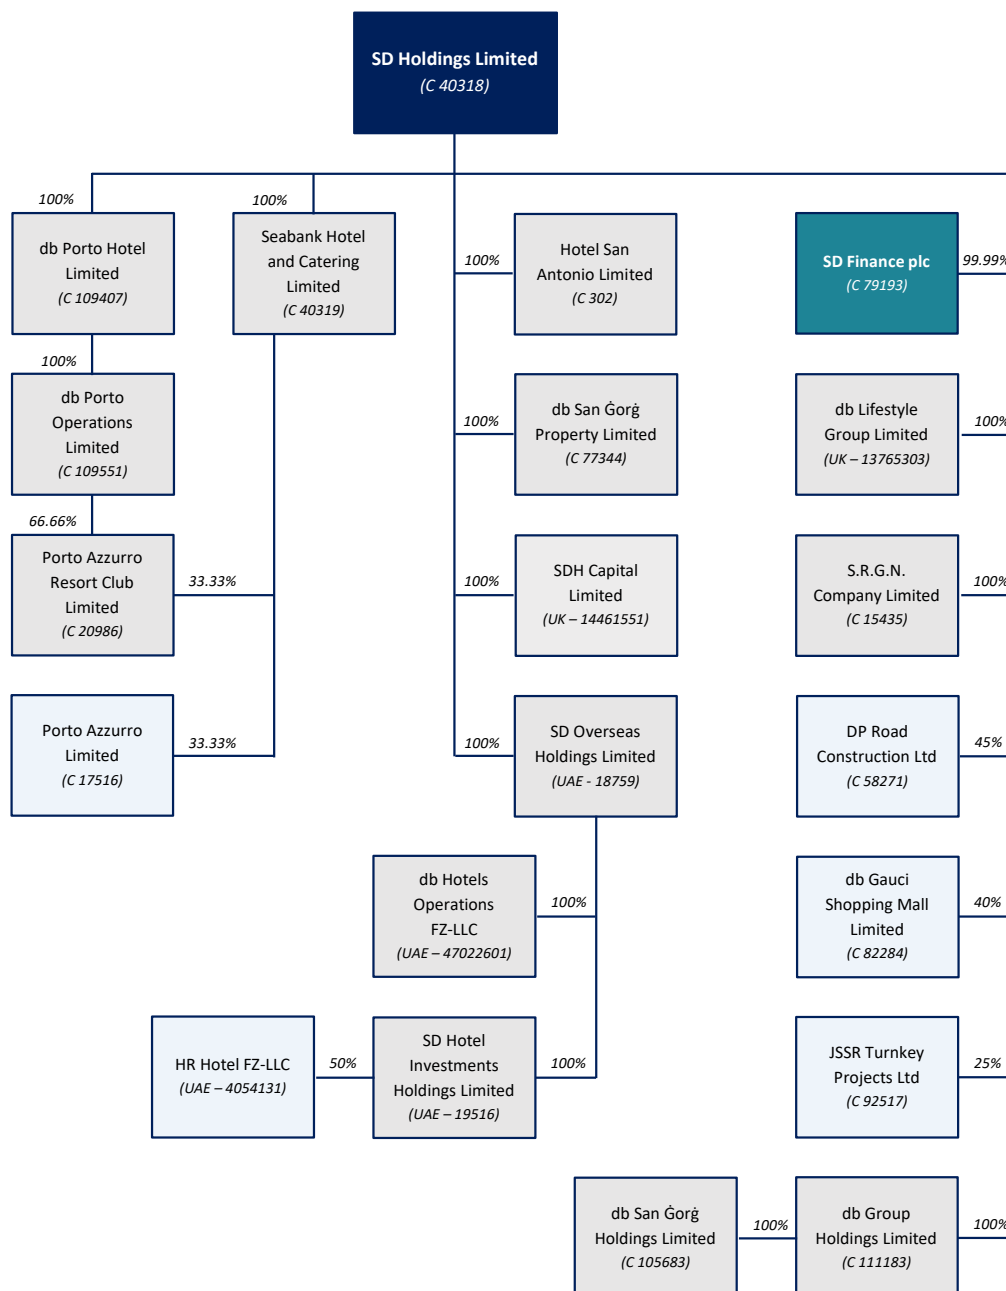 SD Holdings Limited
(C 40318)
100%
100%
db Porto Hotel
Limited
(C 109407)
Seabank Hotel
and Catering
Limited
(C 40319)
100%
Hotel San
Antonio Limited
(C 302)
SD Finance plc
(C 79193)
99.99%
100%
db Porto
Operations
Limited
(C 109551)
100%
db San Ġorġ
Property Limited
(C 77344)
db Lifestyle
Group Limited
(UK – 13765303)
100%
66.66%
Porto Azzurro
Resort Club
Limited
(C 20986)
33.33%
100%
SDH Capital
Limited
(UK – 14461551)
S.R.G.N.
Company Limited
(C 15435)
100%
Porto Azzurro
Limited
(C 17516)
33.33%
100%
SD Overseas
Holdings Limited
(UAE - 18759)
DP Road
Construction Ltd
(C 58271)
45%
db Hotels
Operations
FZ-LLC
(UAE – 47022601)
100%
db Gauci
Shopping Mall
Limited
(C 82284)
40%
HR Hotel FZ-LLC
(UAE – 4054131)
50%
SD Hotel
Investments
Holdings Limited
(UAE – 19516)
100%
JSSR Turnkey
Projects Ltd
(C 92517)
25%
db San Ġorġ
Holdings Limited
(C 105683)
100%
db Group
Holdings Limited
(C 111183)
100%